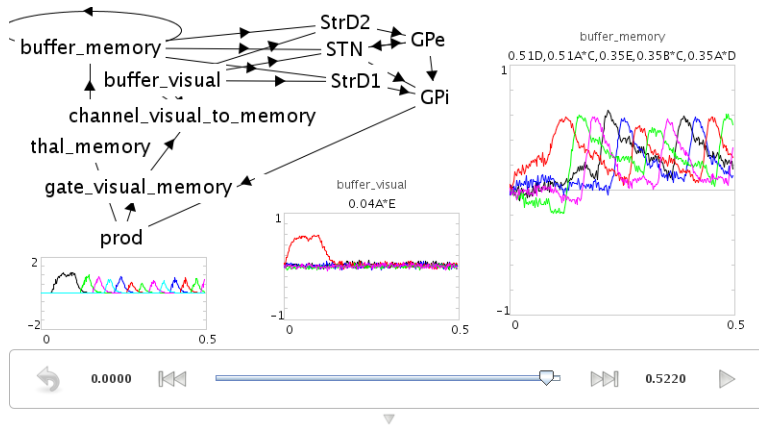 StrD2
buffer_memory
STN
GPe
buffer_visual
StrD1
GPi
channel_visual_to_memory
thal_memory
gate_visual_memory
prod
buffer_memory
0.51D,0.51A*C,0.35E,0.35B*C,0.35A*D
1
-1
0
0.5
buffer_visual
0.04A*E
1
-1
0
0.5
2
-2
0
0.5
0.0000
0.5220